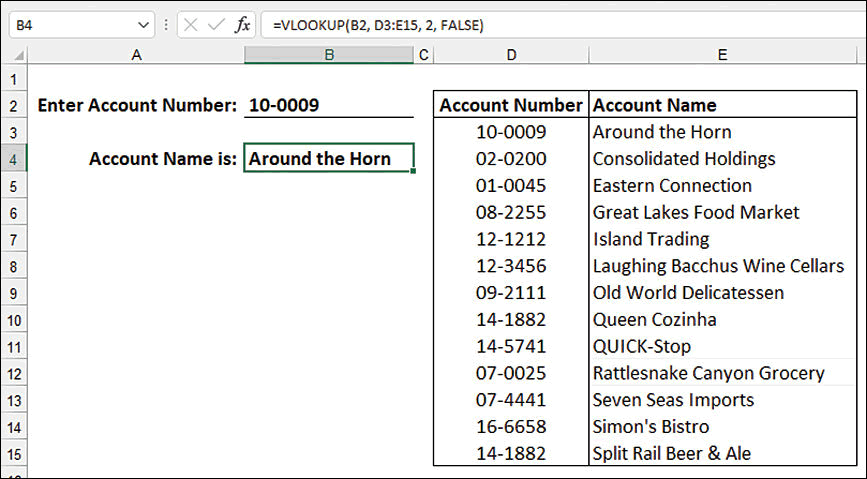 B4 fx =VLOOKUP(B2, D3:E15, 2, FALSE)
A B C D E
1
2 Enter Account Number: 10-0009 Account Number Account Name
3 10-0009 Around the Horn
4 Account Name is: Around the Horn 02-0200 Consolidated Holdings
5 01-0045 Eastern Connection
6 08-2255 Great Lakes Food Market
7 12-1212 Island Trading
8 12-3456 Laughing Bacchus Wine Cellars
9 09-2111 Old World Delicatessen
10 14-1882 Queen Cozinha
11 14-5741 QUICK-Stop
12 07-0025 Rattlesnake Canyon Grocery
13 07-4441 Seven Seas Imports
14 16-6658 Simon's Bistro
15 14-1882 Split Rail Beer & Ale